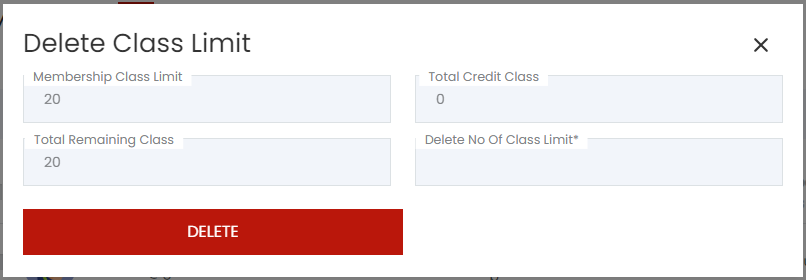 Delete Class Limit
Membership Class Limit
20
Total Credit Class
0
Total Remaining Class
20
Delete No Of Class Limit*
DELETE